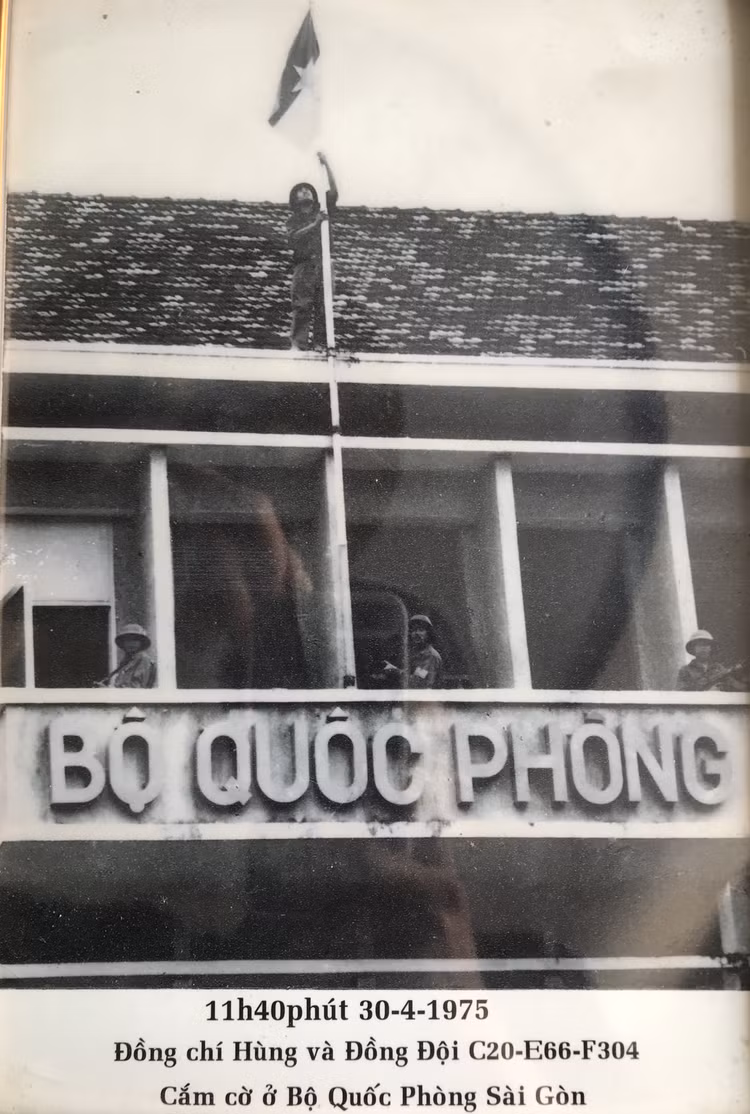 BỘ QUỐC PHÒNG
11h40phút 30-4-1975
Đồng chí Hùng và Đồng Đội C20-E66-F304
Cắm cờ ở Bộ Quốc Phòng Sài Gòn